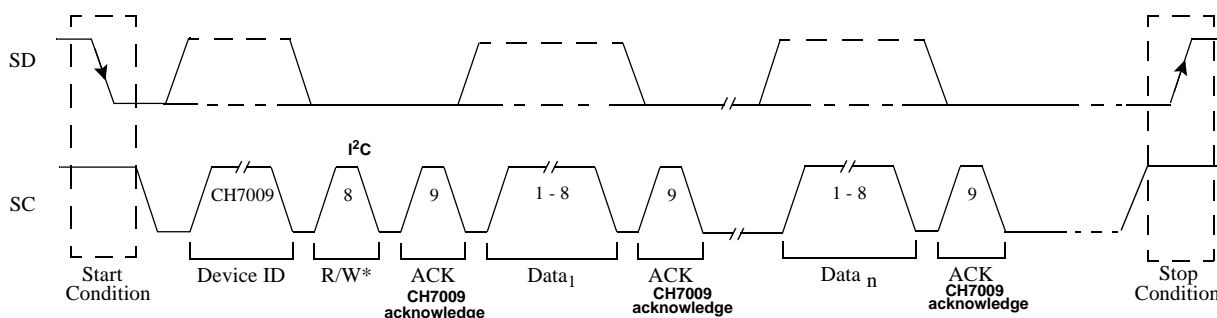 SD
I²C
SC
CH7009
8
9
1 - 8
9
1 - 8
9
Start
Condition
Device ID
R/W*
ACK
CH7009
acknowledge
Data1
ACK
CH7009
acknowledge
Data n
ACK
CH7009
acknowledge
Stop
Condition